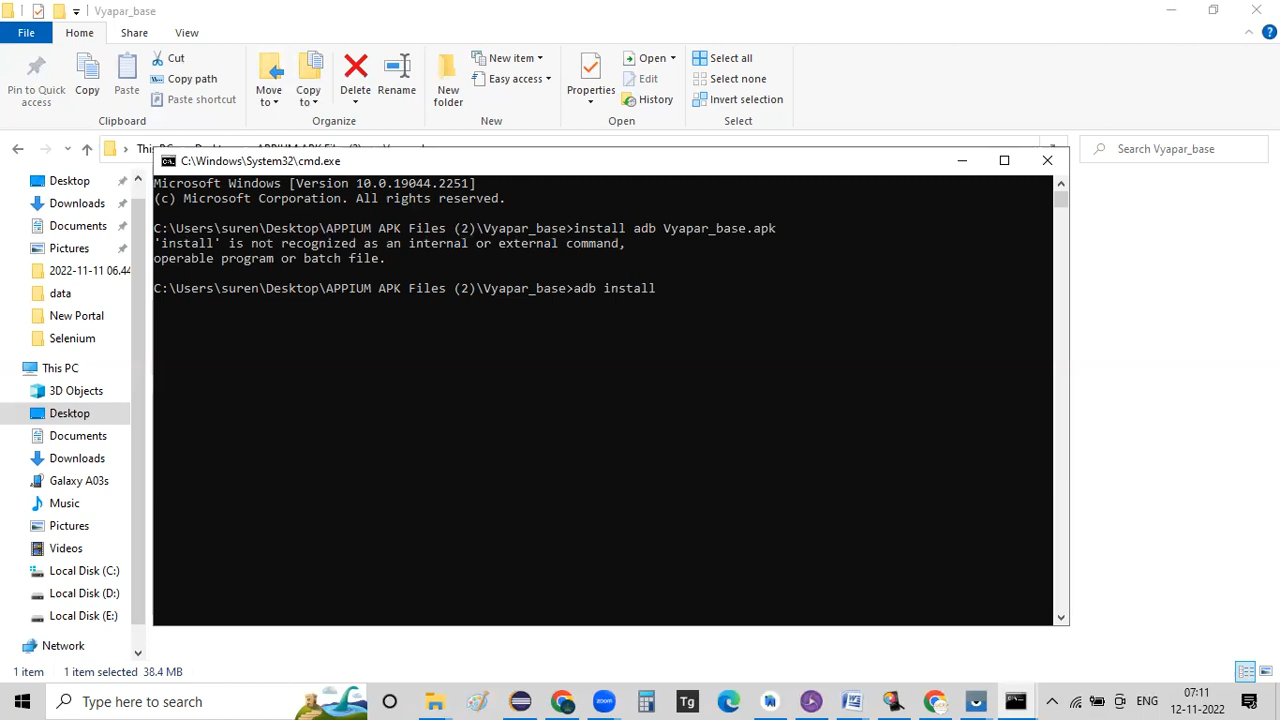 Vyapar_base
File Home Share View
Pin to Quick access
Copy
Paste
Cut
Copy path
Paste shortcut
Clipboard
Move to
Copy to
Delete
Rename
Organize
New folder
New item
Easy access
New
Properties
Open
Edit
History
Open
Select all
Select none
Invert selection
Select
Search Vyapar_base
Desktop
Downloads
Documents
Pictures
2022-11-11 06.44
data
New Portal
Selenium
This PC
3D Objects
Desktop
Documents
Downloads
Galaxy A03s
Music
Pictures
Videos
Local Disk (C:)
Local Disk (D:)
Local Disk (E:)
Network
C:\Windows\System32\cmd.exe
Microsoft Windows [Version 10.0.19044.2251]
(c) Microsoft Corporation. All rights reserved.
C:\Users\suren\Desktop\APPIUM APK Files (2)\Vyapar_base>install adb Vyapar_base.apk
'install' is not recognized as an internal or external command,
operable program or batch file.
C:\Users\suren\Desktop\APPIUM APK Files (2)\Vyapar_base>adb install
1 item 1 item selected 38.4 MB
Type here to search
zoom
Tg
ENG
07:11
12-11-2022